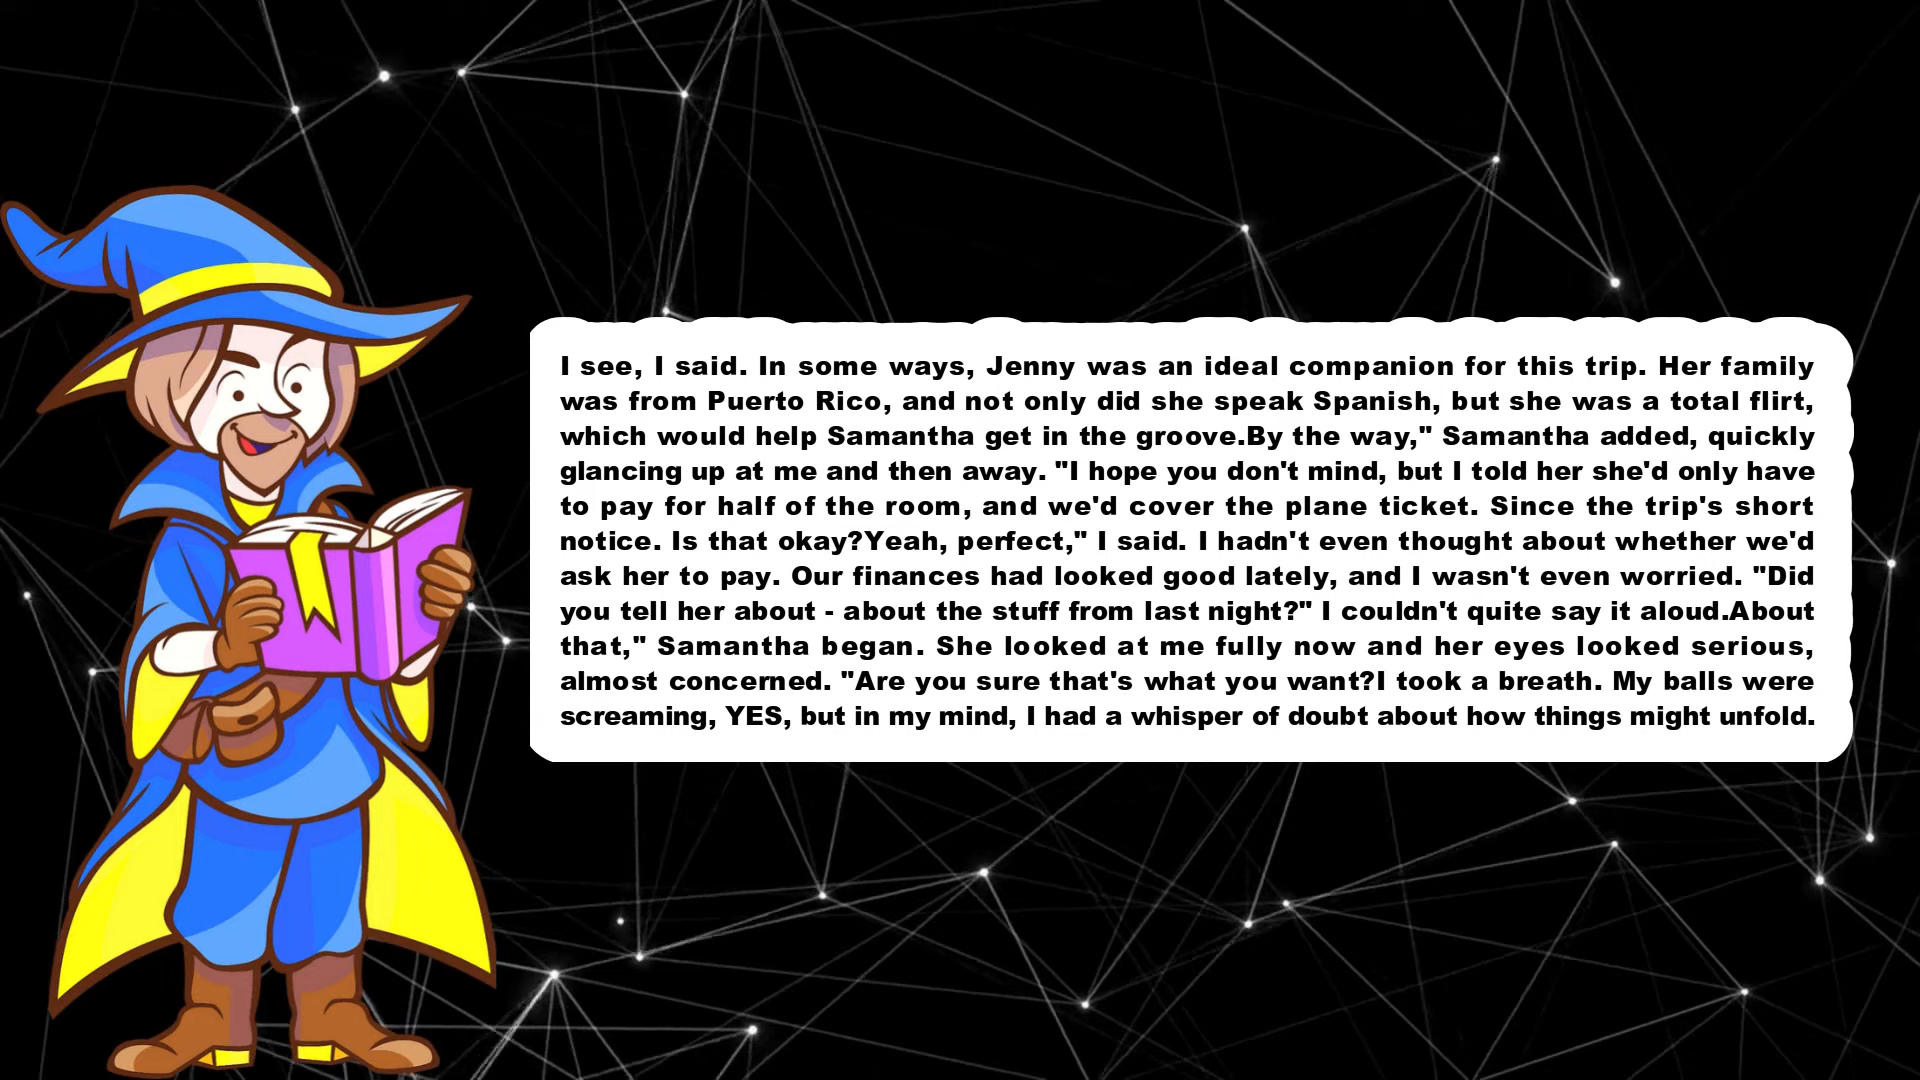 I see, I said. In some ways, Jenny was an ideal companion for this trip. Her family
was from Puerto Rico, and not only did she speak Spanish, but she was a total flirt,
which would help Samantha get in the groove.By the way," Samantha added, quickly
glancing up at me and then away. "I hope you don't mind, but I told her she'd only have
to pay for half of the room, and we'd cover the plane ticket. Since the trip's short
notice. Is that okay?Yeah, perfect," I said. I hadn't even thought about whether we'd
ask her to pay. Our finances had looked good lately, and I wasn't even worried. "Did
you tell her about - about the stuff from last night?" I couldn't quite say it aloud.About
that," Samantha began. She looked at me fully now and her eyes looked serious,
almost concerned. "Are you sure that's what you want?I took a breath. My balls were
screaming, YES, but in my mind, I had a whisper of doubt about how things might unfold.